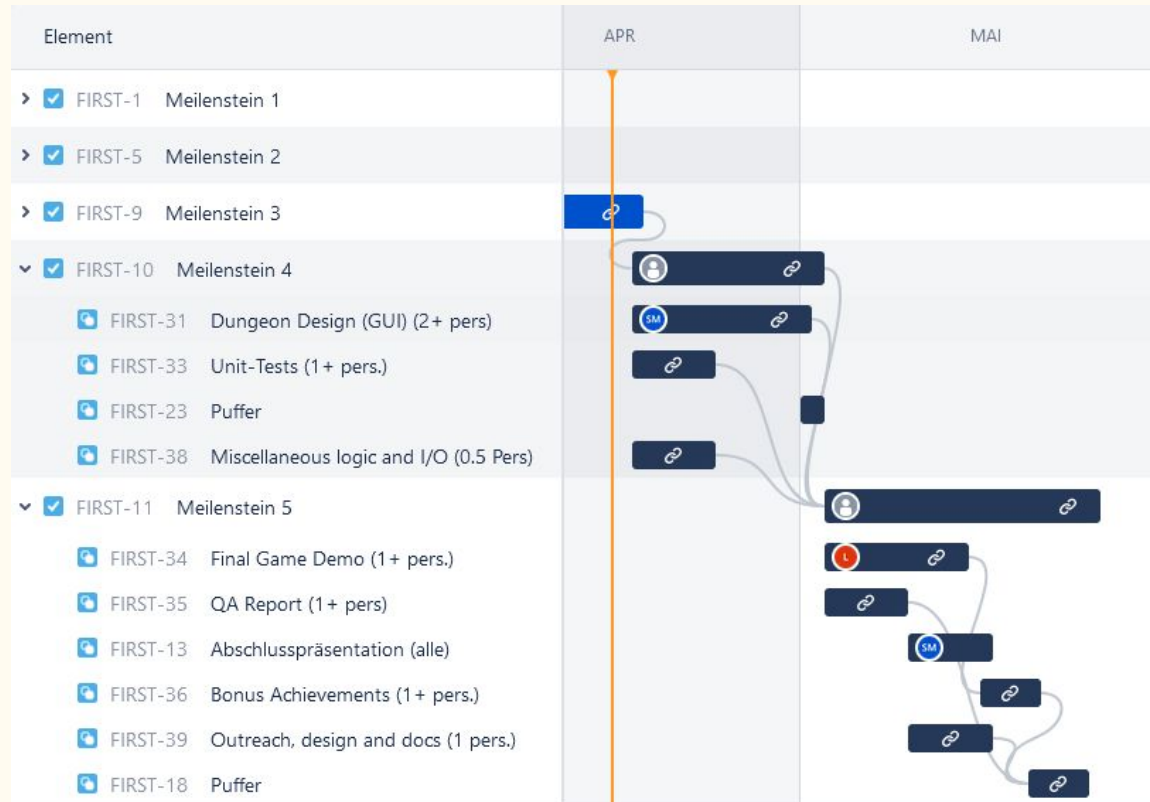 Element APR MAI
FIRST-1 Meilenstein 1
FIRST-5 Meilenstein 2
FIRST-9 Meilenstein 3
FIRST-10 Meilenstein 4
FIRST-31 Dungeon Design (GUI) (2+ pers) SM
FIRST-33 Unit-Tests (1+ pers.)
FIRST-23 Puffer
FIRST-38 Miscellaneous logic and I/O (0.5 Pers)
FIRST-11 Meilenstein 5
FIRST-34 Final Game Demo (1+ pers.) L
FIRST-35 QA Report (1+ pers)
FIRST-13 Abschlusspräsentation (alle) SM
FIRST-36 Bonus Achievements (1+ pers.)
FIRST-39 Outreach, design and docs (1 pers.)
FIRST-18 Puffer